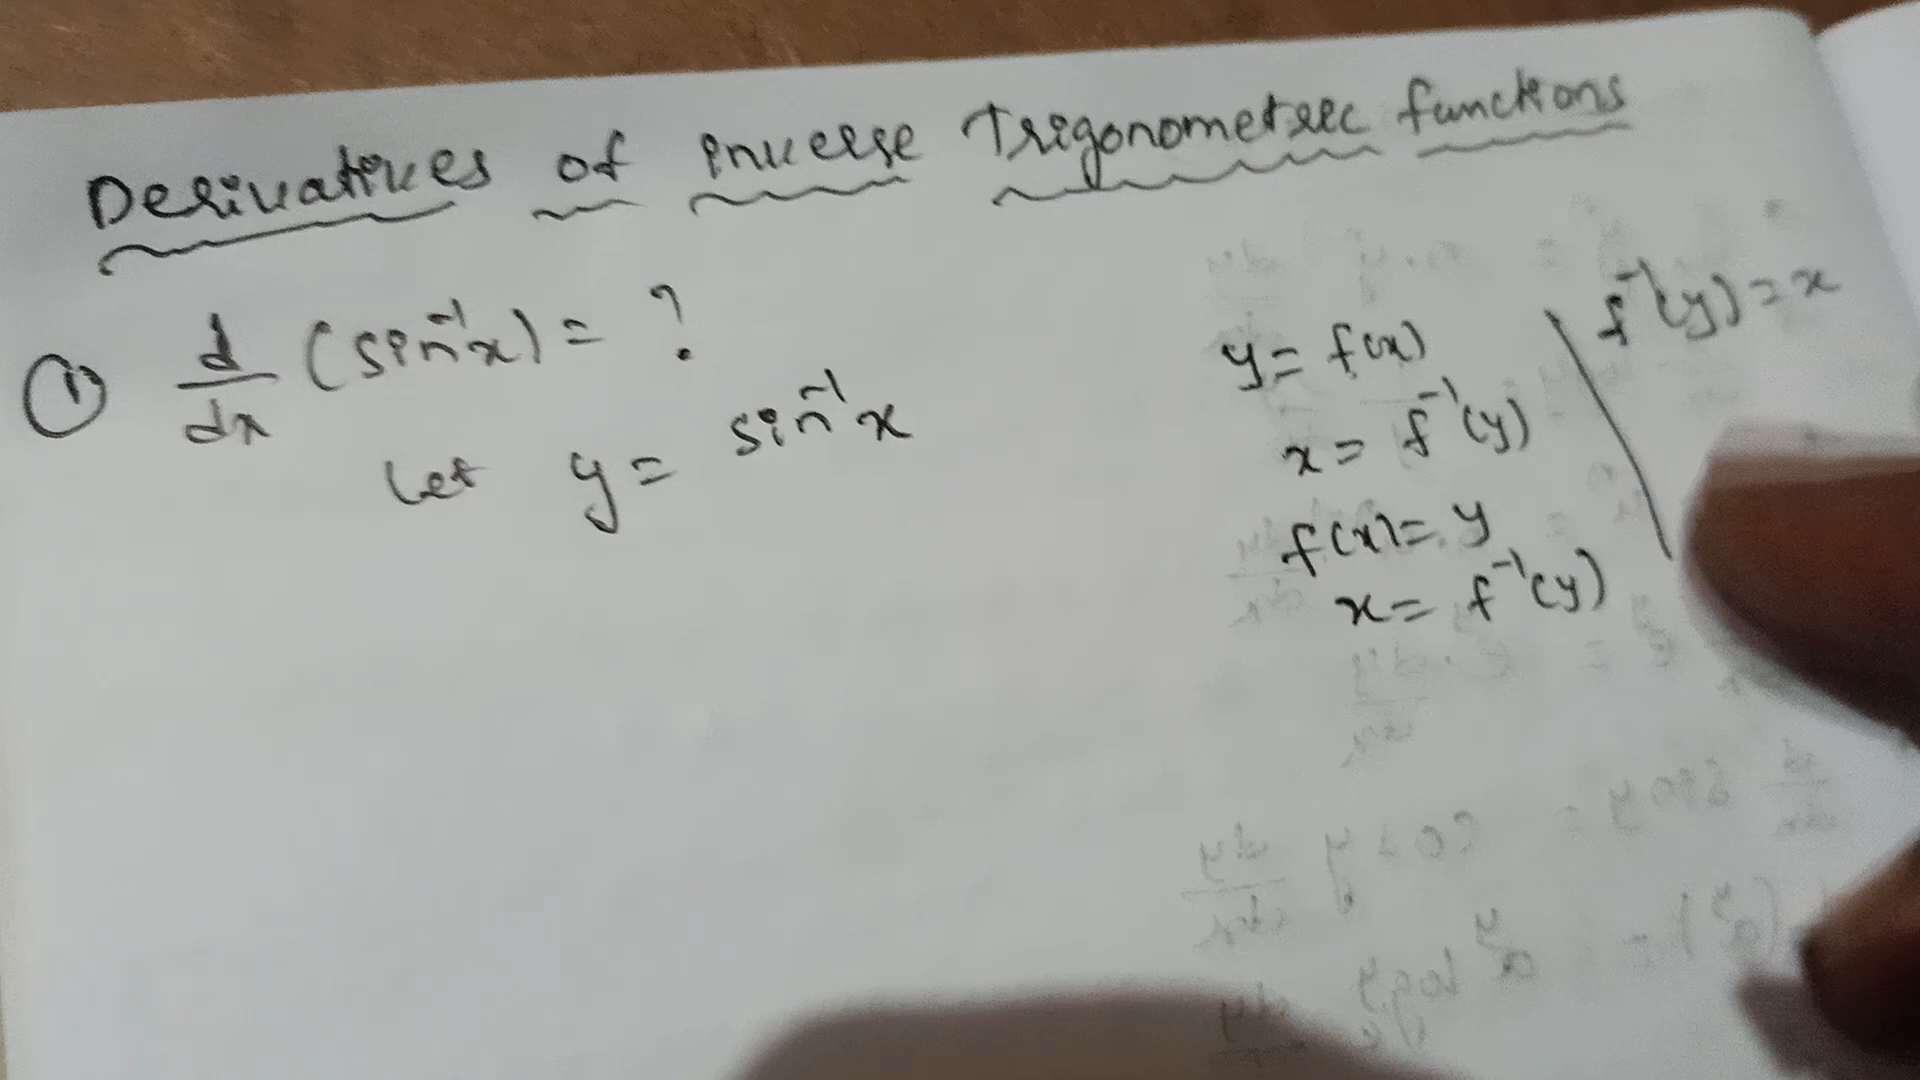 Derivatives of inverse Trigonometric functions
① d/dx (sin⁻¹x) = ?
Let y = sin⁻¹x
y = f(x)
x = f⁻¹(y)
f(x) = y
x = f⁻¹(y)
f⁻¹(y) = x